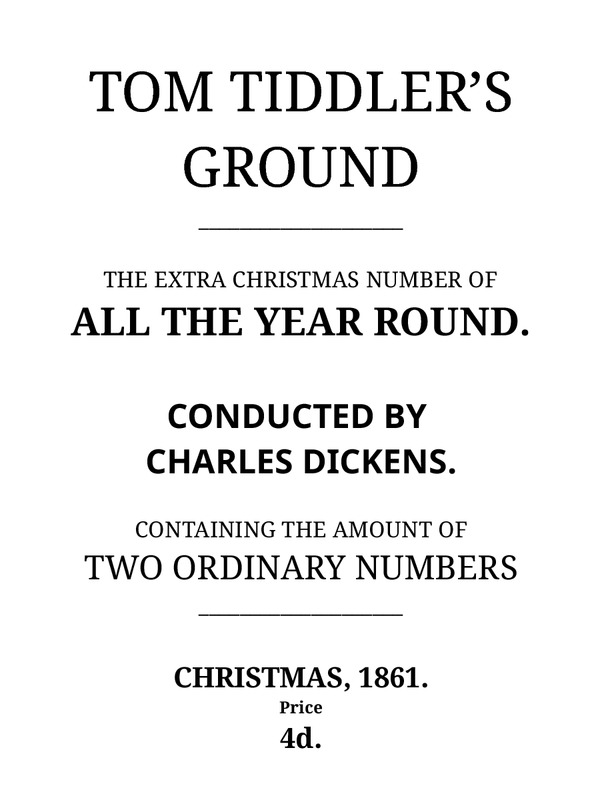 TOM TIDDLER’S
GROUND
THE EXTRA CHRISTMAS NUMBER OF
ALL THE YEAR ROUND.
CONDUCTED BY
CHARLES DICKENS.
CONTAINING THE AMOUNT OF
TWO ORDINARY NUMBERS
CHRISTMAS, 1861.
Price
4d.